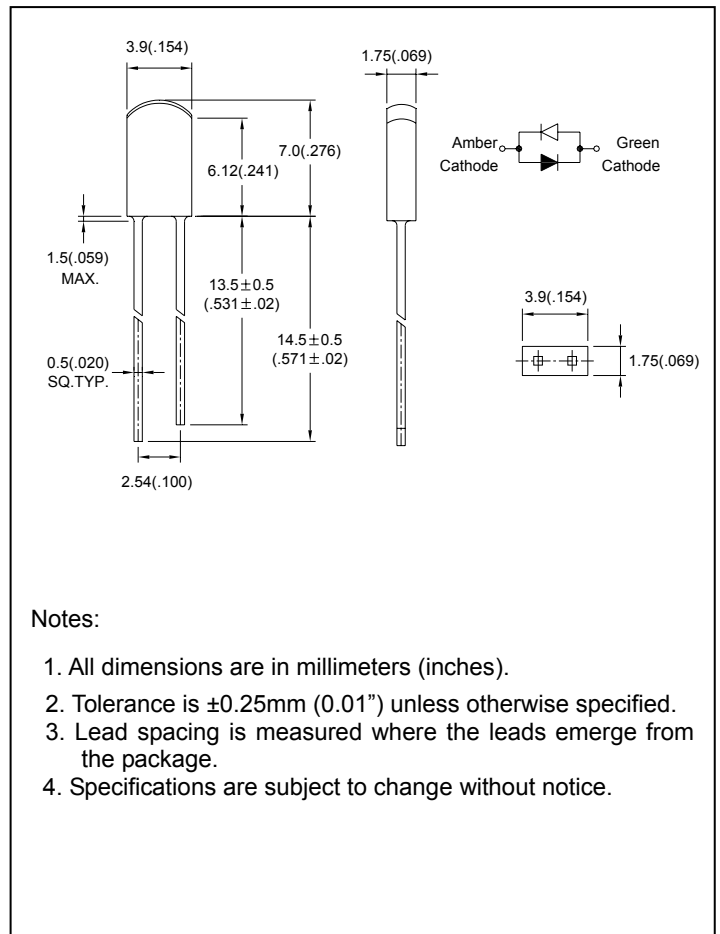 3.9(.154)
1.75(.069)
7.0(.276)
6.12(.241)
Amber
Cathode
Green
Cathode
1.5(.059)
MAX.
13.5±0.5
(.531±.02)
14.5±0.5
(.571±.02)
0.5(.020)
SQ.TYP.
2.54(.100)
3.9(.154)
1.75(.069)
Notes:
1. All dimensions are in millimeters (inches).
2. Tolerance is ±0.25mm (0.01”) unless otherwise specified.
3. Lead spacing is measured where the leads emerge from
the package.
4. Specifications are subject to change without notice.